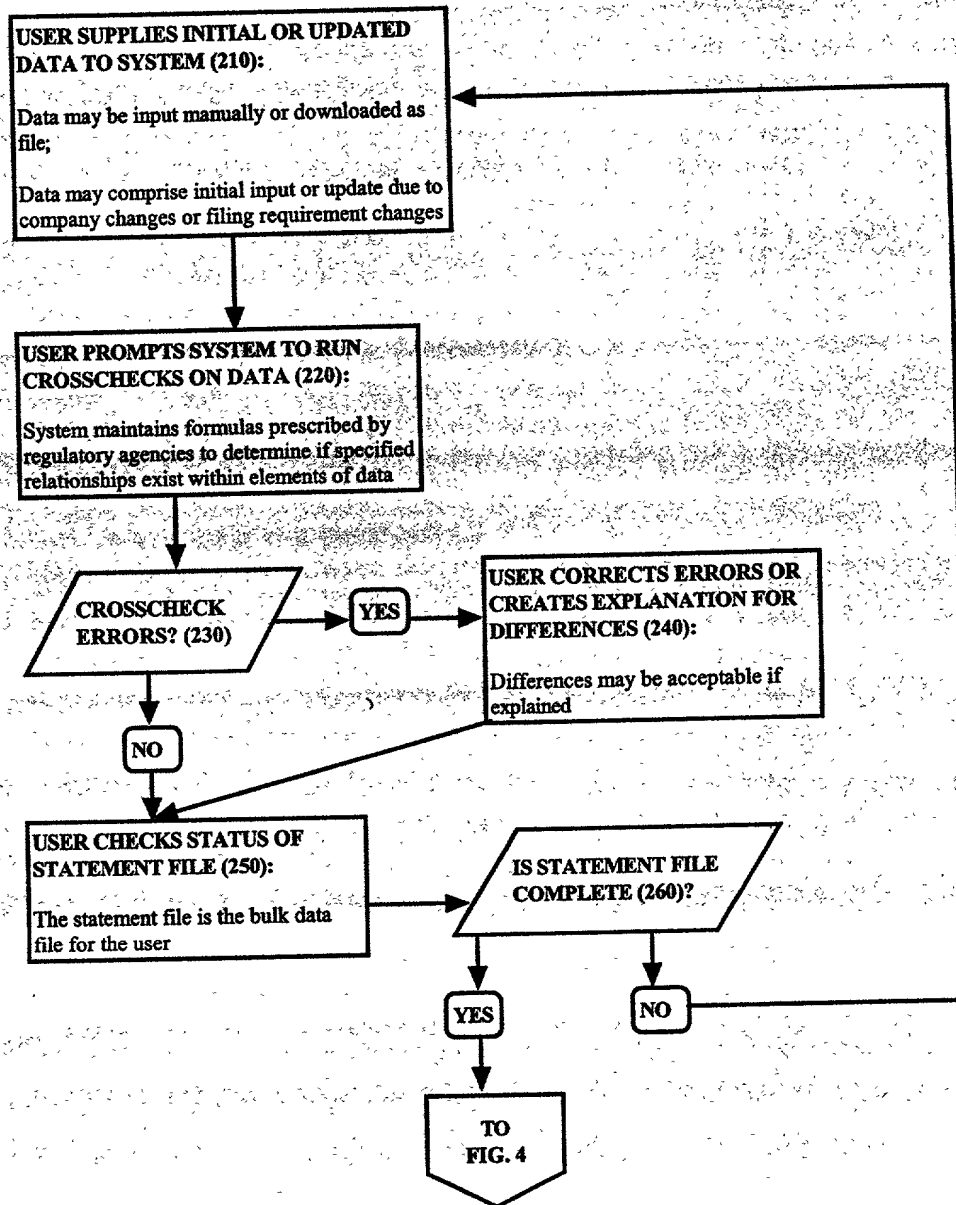 USER SUPPLIES INITIAL OR UPDATED
DATA TO SYSTEM (210):
Data may be input manually or downloaded as
file;
Data may comprise initial input or update due to
company changes or filing requirement changes
USER PROMPTS SYSTEM TO RUN
CROSSCHECKS ON DATA (220):
System maintains formulas prescribed by
regulatory agencies to determine if specified
relationships exist within elements of data
CROSSCHECK
ERRORS? (230)
YES
USER CORRECTS ERRORS OR
CREATES EXPLANATION FOR
DIFFERENCES (240):
Differences may be acceptable if
explained
NO
USER CHECKS STATUS OF
STATEMENT FILE (250):
The statement file is the bulk data
file for the user
IS STATEMENT FILE
COMPLETE (260)?
YES
NO
TO
FIG. 4